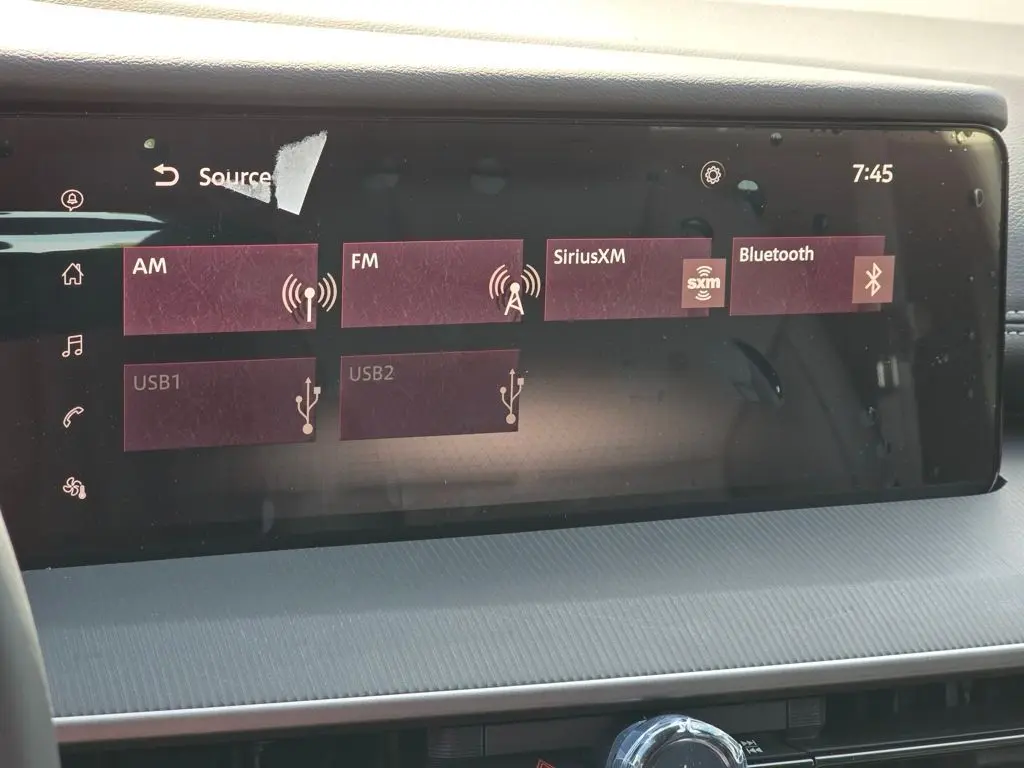 Source
7:45
AM
FM
SiriusXM
sxm
Bluetooth
USB1
USB2